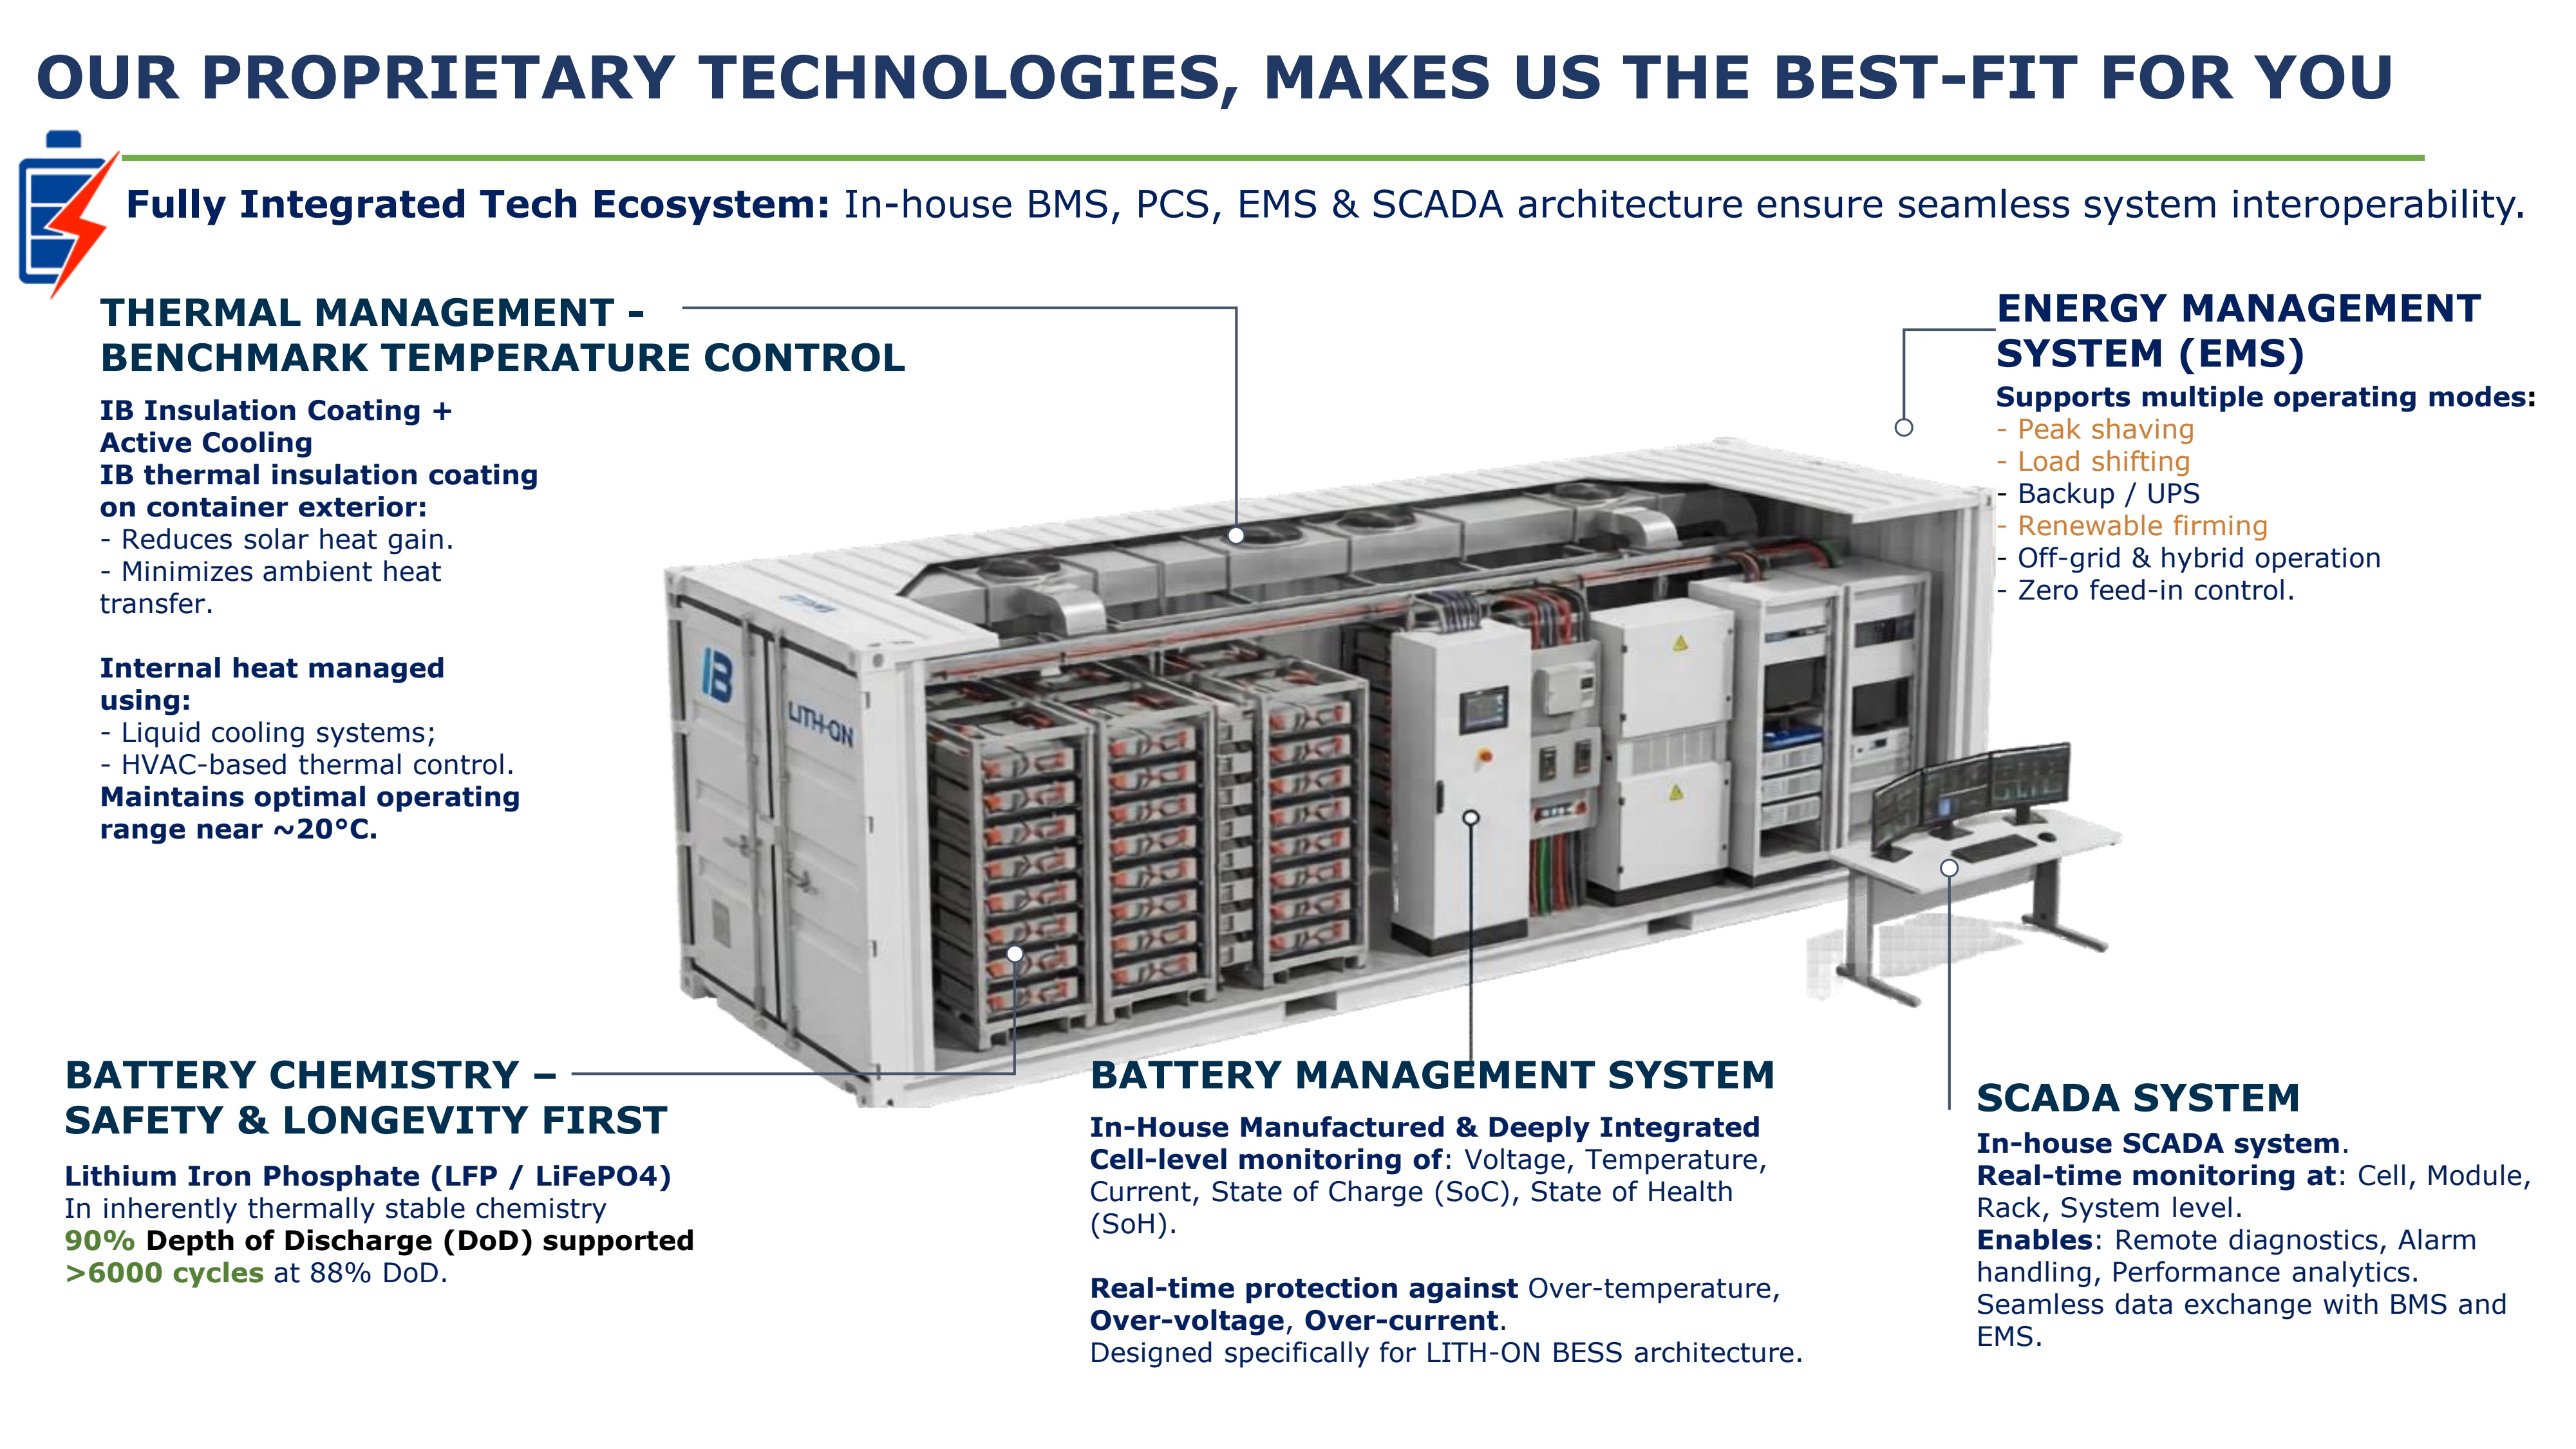 OUR PROPRIETARY TECHNOLOGIES, MAKES US THE BEST-FIT FOR YOU
Fully Integrated Tech Ecosystem: In-house BMS, PCS, EMS & SCADA architecture ensure seamless system interoperability.
THERMAL MANAGEMENT -
BENCHMARK TEMPERATURE CONTROL
IB Insulation Coating +
Active Cooling
IB thermal insulation coating
on container exterior:
- Reduces solar heat gain.
- Minimizes ambient heat
transfer.
Internal heat managed
using:
- Liquid cooling systems;
- HVAC-based thermal control.
Maintains optimal operating
range near ~20°C.
ENERGY MANAGEMENT
SYSTEM (EMS)
Supports multiple operating modes:
- Peak shaving
- Load shifting
- Backup / UPS
- Renewable firming
- Off-grid & hybrid operation
- Zero feed-in control.
IB
LITH-ON
BATTERY CHEMISTRY –
SAFETY & LONGEVITY FIRST
Lithium Iron Phosphate (LFP / LiFePO4)
In inherently thermally stable chemistry
90% Depth of Discharge (DoD) supported
>6000 cycles at 88% DoD.
BATTERY MANAGEMENT SYSTEM
In-House Manufactured & Deeply Integrated
Cell-level monitoring of: Voltage, Temperature,
Current, State of Charge (SoC), State of Health
(SoH).
Real-time protection against Over-temperature,
Over-voltage, Over-current.
Designed specifically for LITH-ON BESS architecture.
SCADA SYSTEM
In-house SCADA system.
Real-time monitoring at: Cell, Module,
Rack, System level.
Enables: Remote diagnostics, Alarm
handling, Performance analytics.
Seamless data exchange with BMS and
EMS.